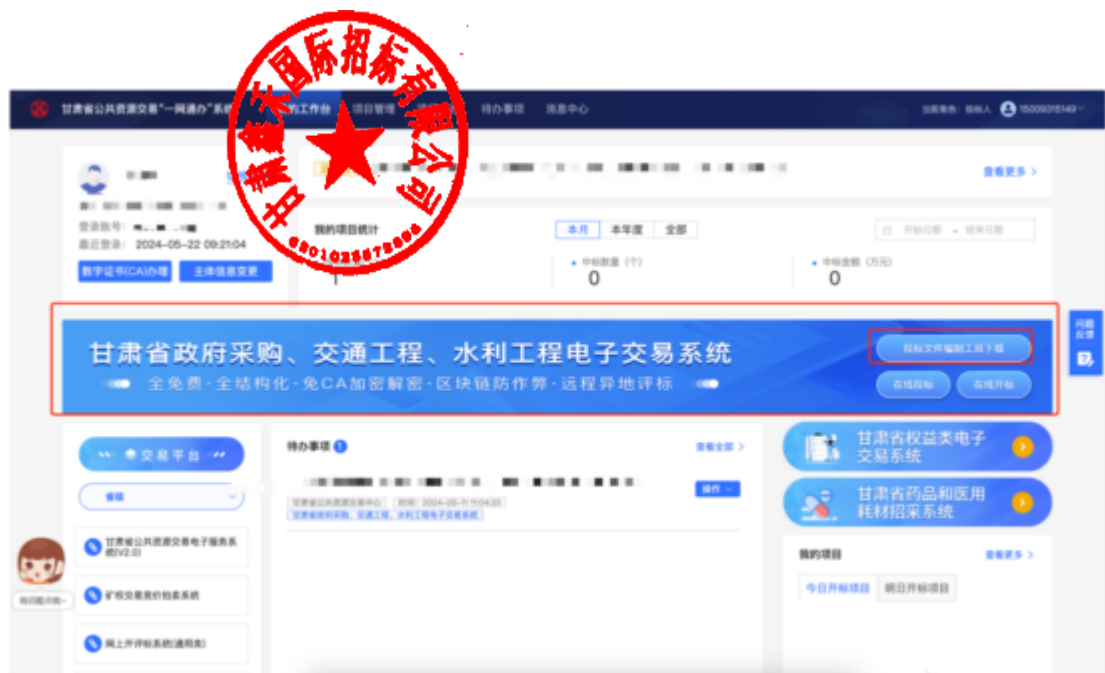 甘肃鑫禾国际招标有限公司
甘肃省公共资源交易“一网通办”系统
的工作台 项目管理 待办事项 消息中心
当前角色: 投标人 15009315149
查看更多 >
登录账号:
最近登录: 2024-05-22 09:21:04
数字证书(CA)办理 主体信息变更
我的项目统计 本月 本年度 全部 开始日期 - 结束日期
中标数量 (个) 中标金额 (万元)
1 0 0
问题反馈
甘肃省政府采购、交通工程、水利工程电子交易系统
全免费·全结构化·免CA加密解密·区块链防作弊·远程异地评标
投标文件编制工具下载
在线投标 在线开标
交易平台
省级
待办事项 1 查看全部 >
操作
甘肃省公共资源交易中心
甘肃省政府采购、交通工程、水利工程电子交易系统
甘肃省权益类电子交易系统
甘肃省药品和医用耗材招采系统
甘肃省公共资源交易电子服务系统(V2.0)
矿权交易竞价拍卖系统
网上开评标系统(通用类)
我的项目 查看更多 >
今日开标项目 明日开标项目
有问题点我~